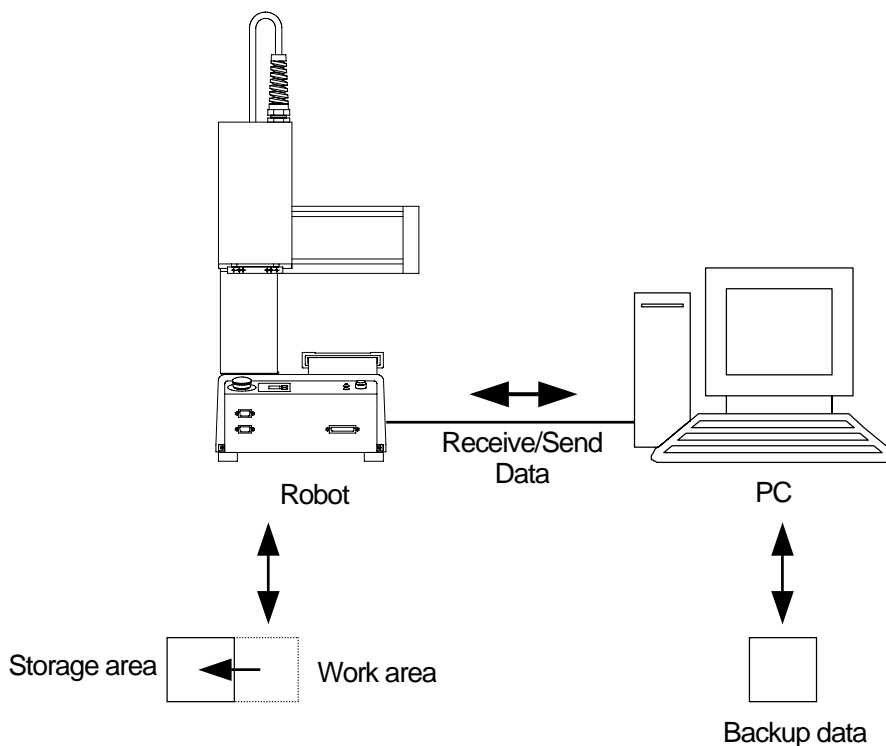 Receive/Send
Data
Robot
PC
Storage area
Work area
Backup data